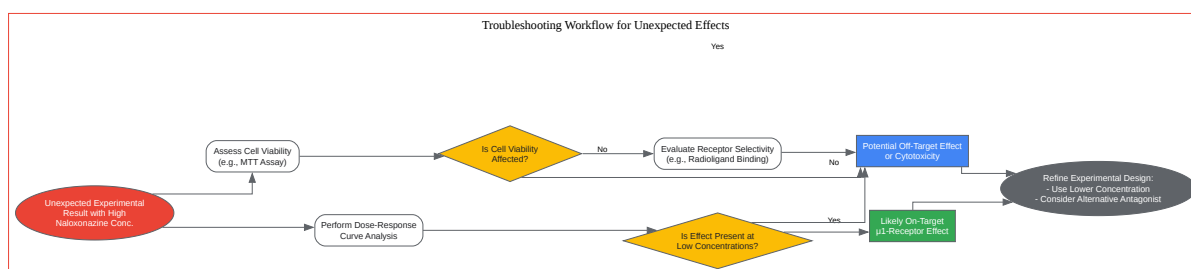 Troubleshooting Workflow for Unexpected Effects
Yes
Assess Cell Viability
(e.g., MTT Assay)
Is Cell Viability
Affected?
No
Evaluate Receptor Selectivity
(e.g., Radioligand Binding)
No
Potential Off-Target Effect
or Cytotoxicity
Unexpected Experimental
Result with High
Naloxonazine Conc.
Perform Dose-Response
Curve Analysis
Is Effect Present at
Low Concentrations?
Yes
Likely On-Target
μ1-Receptor Effect
Refine Experimental Design:
- Use Lower Concentration
- Consider Alternative Antagonist